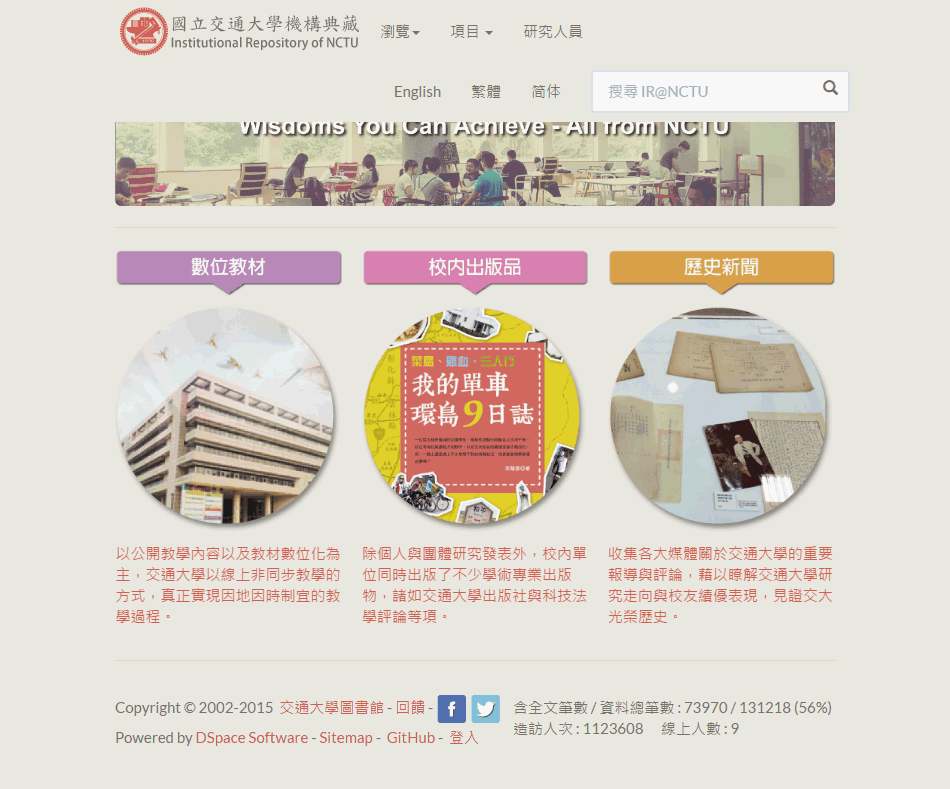 國立交通大學機構典藏
Institutional Repository of NCTU
瀏覽 項目 研究人員
English 繁體 简体 搜尋 IR@NCTU
Wisdoms You Can Achieve - All from NCTU
數位教材 校內出版品 歷史新聞
菜鳥、雞血、三人行
我的單車
環島9日誌
以公開教學內容以及教材數位化為
主，交通大學以線上非同步教學的
方式，真正實現因地因時制宜的教
學過程。
除個人與團體研究發表外，校內單
位同時出版了不少學術專業出版
物，諸如交通大學出版社與科技法
學評論等項。
收集各大媒體關於交通大學的重要
報導與評論，藉以瞭解交通大學研
究走向與校友績優表現，見證交大
光榮歷史。
Copyright © 2002-2015 交通大學圖書館 - 回饋 -
Powered by DSpace Software - Sitemap - GitHub - 登入
含全文筆數 / 資料總筆數 : 73970 / 131218 (56%)
造訪人次 : 1123608 線上人數 : 9